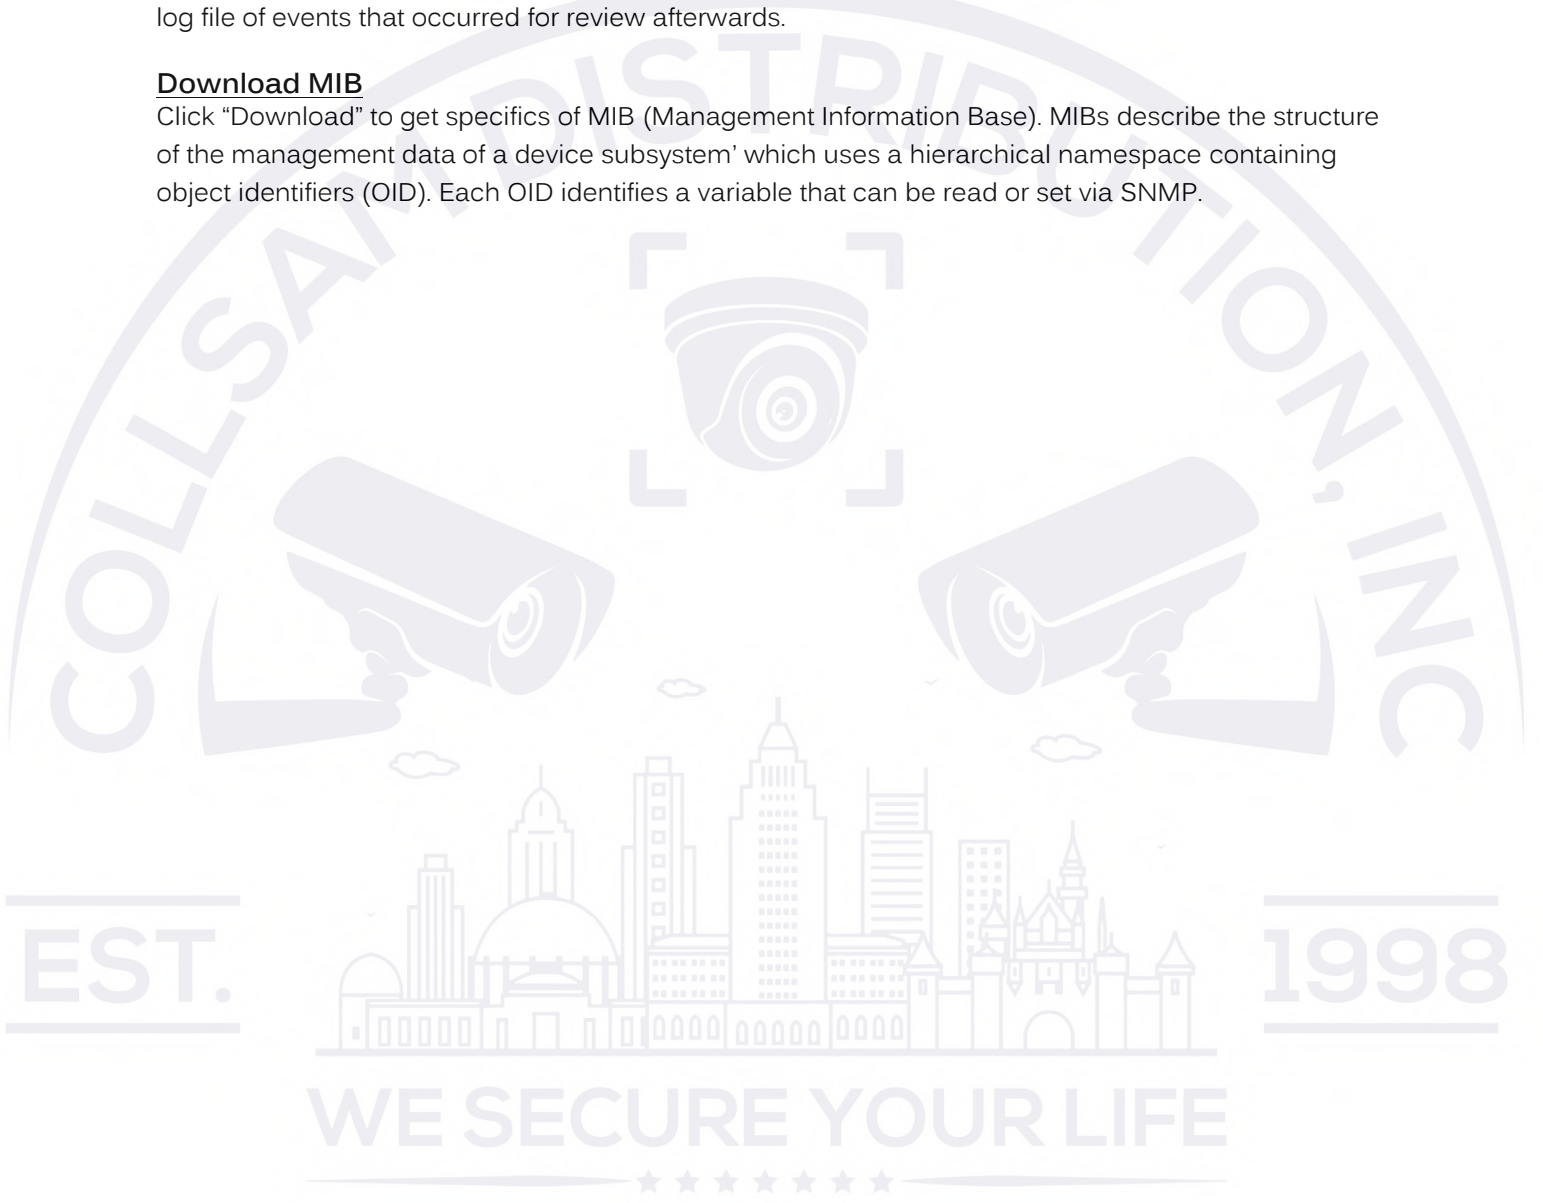 log file of events that occurred for review afterwards.
Download MIB
Click “Download” to get specifics of MIB (Management Information Base). MIBs describe the structure
of the management data of a device subsystem’ which uses a hierarchical namespace containing
object identifiers (OID). Each OID identifies a variable that can be read or set via SNMP.
COLLSAM DISTRIBUTION, INC
EST.
1998
WE SECURE YOUR LIFE